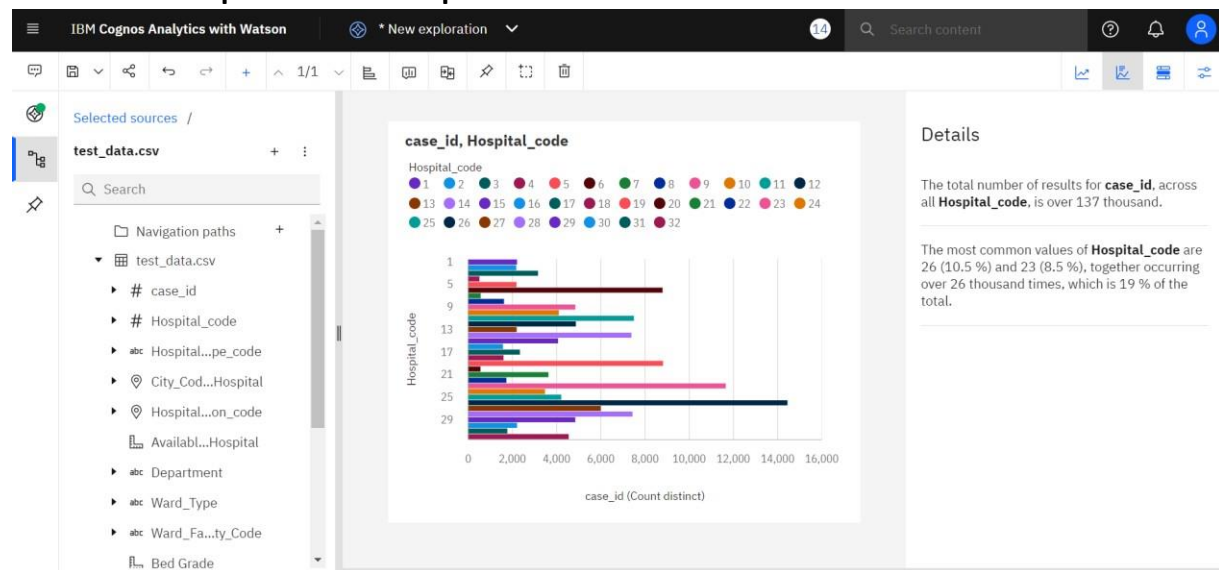 IBM Cognos Analytics with Watson
* New exploration
14
Search content
1/1
Selected sources /
test_data.csv
Search
Navigation paths
test_data.csv
# case_id
# Hospital_code
abc Hospital...pe_code
City_Cod...Hospital
Hospital...on_code
Availabl...Hospital
abc Department
abc Ward_Type
abc Ward_Fa...ty_Code
Bed Grade
case_id, Hospital_code
Hospital_code
1 2 3 4 5 6 7 8 9 10 11 12
13 14 15 16 17 18 19 20 21 22 23 24
25 26 27 28 29 30 31 32
Hospital_code
1
5
9
13
17
21
25
29
0 2,000 4,000 6,000 8,000 10,000 12,000 14,000 16,000
case_id (Count distinct)
Details
The total number of results for case_id, across
all Hospital_code, is over 137 thousand.
The most common values of Hospital_code are
26 (10.5 %) and 23 (8.5 %), together occurring
over 26 thousand times, which is 19 % of the
total.